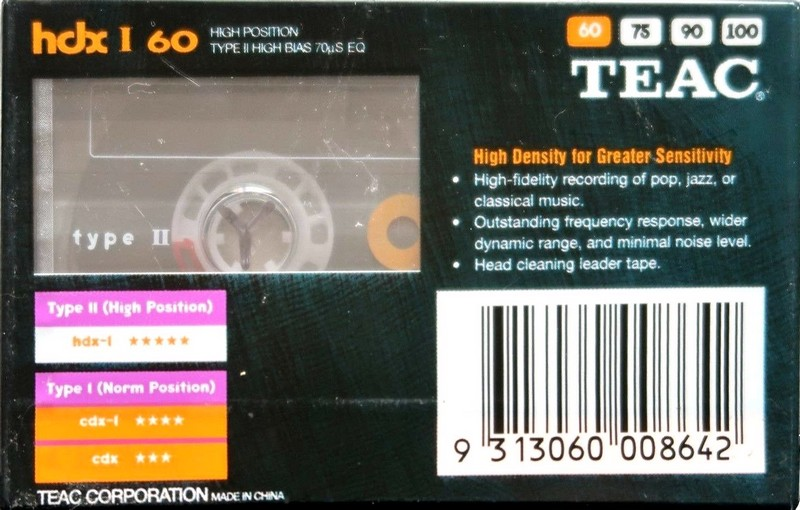 hdx I 60
HIGH POSITION
TYPE II HIGH BIAS 70µS EQ
60 75 90 100
TEAC®
type II
High Density for Greater Sensitivity
• High-fidelity recording of pop, jazz, or
classical music.
• Outstanding frequency response, wider
dynamic range, and minimal noise level.
• Head cleaning leader tape.
Type II (High Position)
hdx-I ★★★★★
Type I (Norm Position)
cdx-I ★★★★
cdx ★★★
9 313060 008642
TEAC CORPORATION MADE IN CHINA